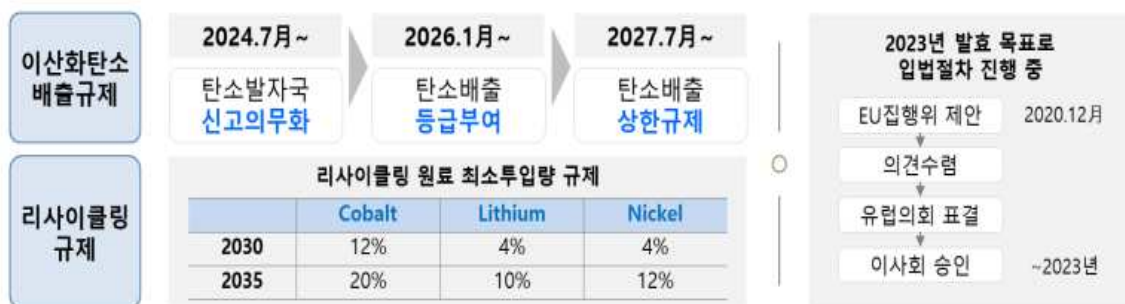 이산화탄소
배출규제
2024.7月~
2026.1月~
2027.7月~
탄소발자국
신고의무화
탄소배출
등급부여
탄소배출
상한규제
리사이클링
규제
리사이클링 원료 최소투입량 규제
Cobalt Lithium Nickel
2030 12% 4% 4%
2035 20% 10% 12%
2023년 발효 목표로
입법절차 진행 중
EU집행위 제안 2020.12月
의견수렴
유럽의회 표결
이사회 승인 ~2023년